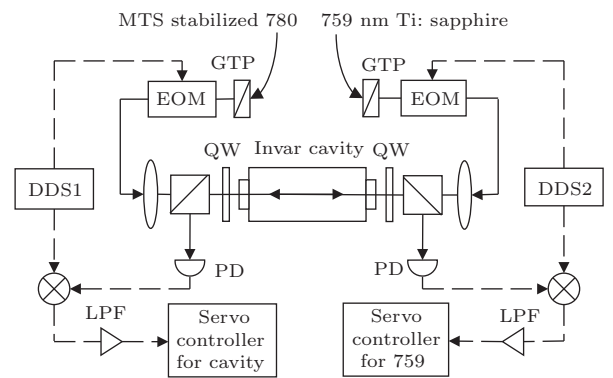 MTS stabilized 780
759 nm Ti: sapphire
GTP
GTP
EOM
EOM
QW
Invar cavity
QW
DDS1
DDS2
PD
PD
LPF
LPF
Servo
controller
for cavity
Servo
controller
for 759